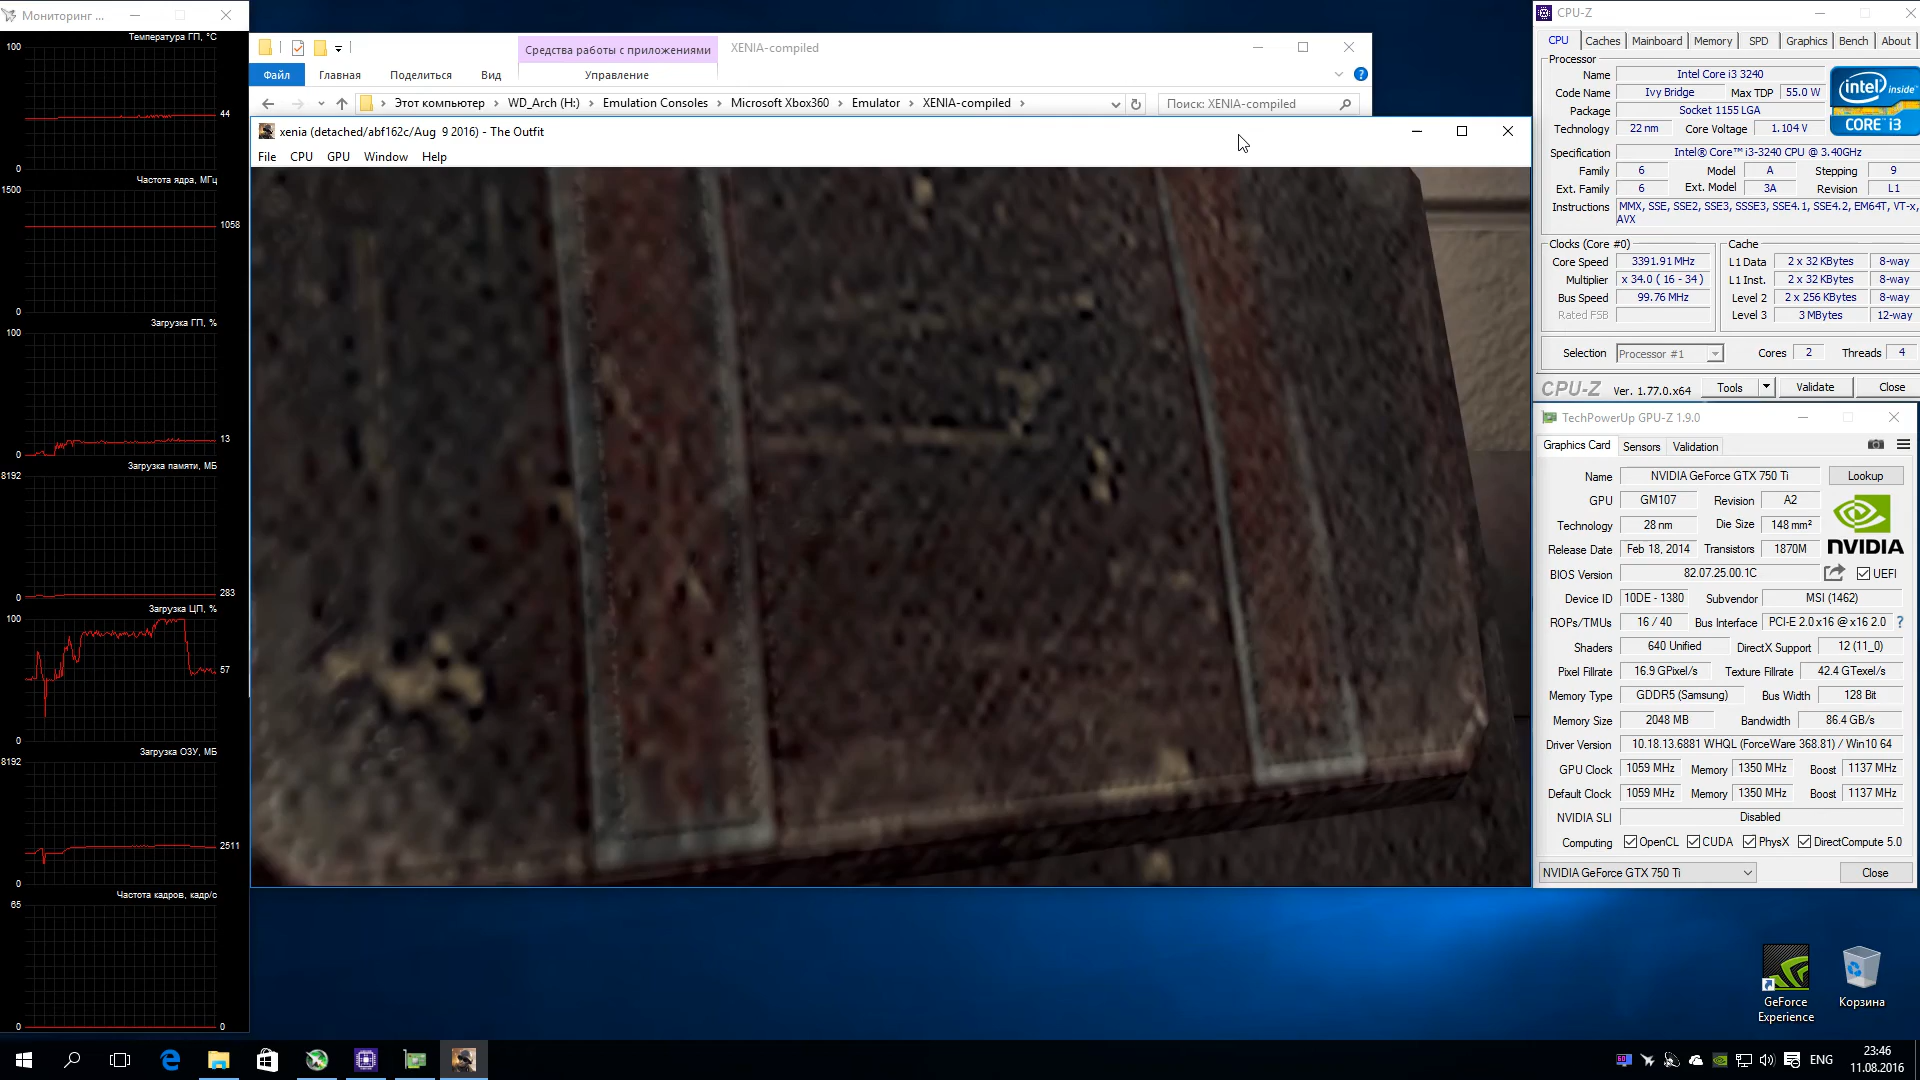 Мониторинг ...
Температура ГП, °C
100
44
0
Частота ядра, МГц
1500
1058
0
Загрузка ГП, %
100
13
0
Загрузка памяти, МБ
8192
283
0
Загрузка ЦП, %
100
57
0
Загрузка ОЗУ, МБ
8192
2511
0
Частота кадров, кадр/с
65
0
0
Средства работы с приложениями
XENIA-compiled
Файл
Главная
Поделиться
Вид
Управление
Этот компьютер
WD_Arch (H:)
Emulation Consoles
Microsoft Xbox360
Emulator
XENIA-compiled
Поиск: XENIA-compiled
xenia (detached/abf162c/Aug 9 2016) - The Outfit
File CPU GPU Window Help
CPU-Z
CPU Caches Mainboard Memory SPD Graphics Bench About
Processor
Name Intel Core i3 3240
Code Name Ivy Bridge Max TDP 55.0 W
Package Socket 1155 LGA
Technology 22 nm Core Voltage 1.104 V
intel inside™
CORE i3
Specification Intel® Core™ i3-3240 CPU @ 3.40GHz
Family 6 Model A Stepping 9
Ext. Family 6 Ext. Model 3A Revision L1
Instructions MMX, SSE, SSE2, SSE3, SSSE3, SSE4.1, SSE4.2, EM64T, VT-x,
AVX
Clocks (Core #0)
Core Speed 3391.91 MHz
Multiplier x 34.0 ( 16 - 34 )
Bus Speed 99.76 MHz
Rated FSB
Cache
L1 Data 2 x 32 KBytes 8-way
L1 Inst. 2 x 32 KBytes 8-way
Level 2 2 x 256 KBytes 8-way
Level 3 3 MBytes 12-way
Selection Processor #1 Cores 2 Threads 4
CPU-Z Ver. 1.77.0.x64 Tools Validate Close
TechPowerUp GPU-Z 1.9.0
Graphics Card Sensors Validation
Name NVIDIA GeForce GTX 750 Ti Lookup
GPU GM107 Revision A2
Technology 28 nm Die Size 148 mm²
Release Date Feb 18, 2014 Transistors 1870M
NVIDIA
BIOS Version 82.07.25.00.1C UEFI
Device ID 10DE - 1380 Subvendor MSI (1462)
ROPs/TMUs 16 / 40 Bus Interface PCI-E 2.0 x16 @ x16 2.0 ?
Shaders 640 Unified DirectX Support 12 (11_0)
Pixel Fillrate 16.9 GPixel/s Texture Fillrate 42.4 GTexel/s
Memory Type GDDR5 (Samsung) Bus Width 128 Bit
Memory Size 2048 MB Bandwidth 86.4 GB/s
Driver Version 10.18.13.6881 WHQL (ForceWare 368.81) / Win10 64
GPU Clock 1059 MHz Memory 1350 MHz Boost 1137 MHz
Default Clock 1059 MHz Memory 1350 MHz Boost 1137 MHz
NVIDIA SLI Disabled
Computing OpenCL CUDA PhysX DirectCompute 5.0
NVIDIA GeForce GTX 750 Ti Close
GeForce
Experience
Корзина
60
ENG
23:46
11.08.2016